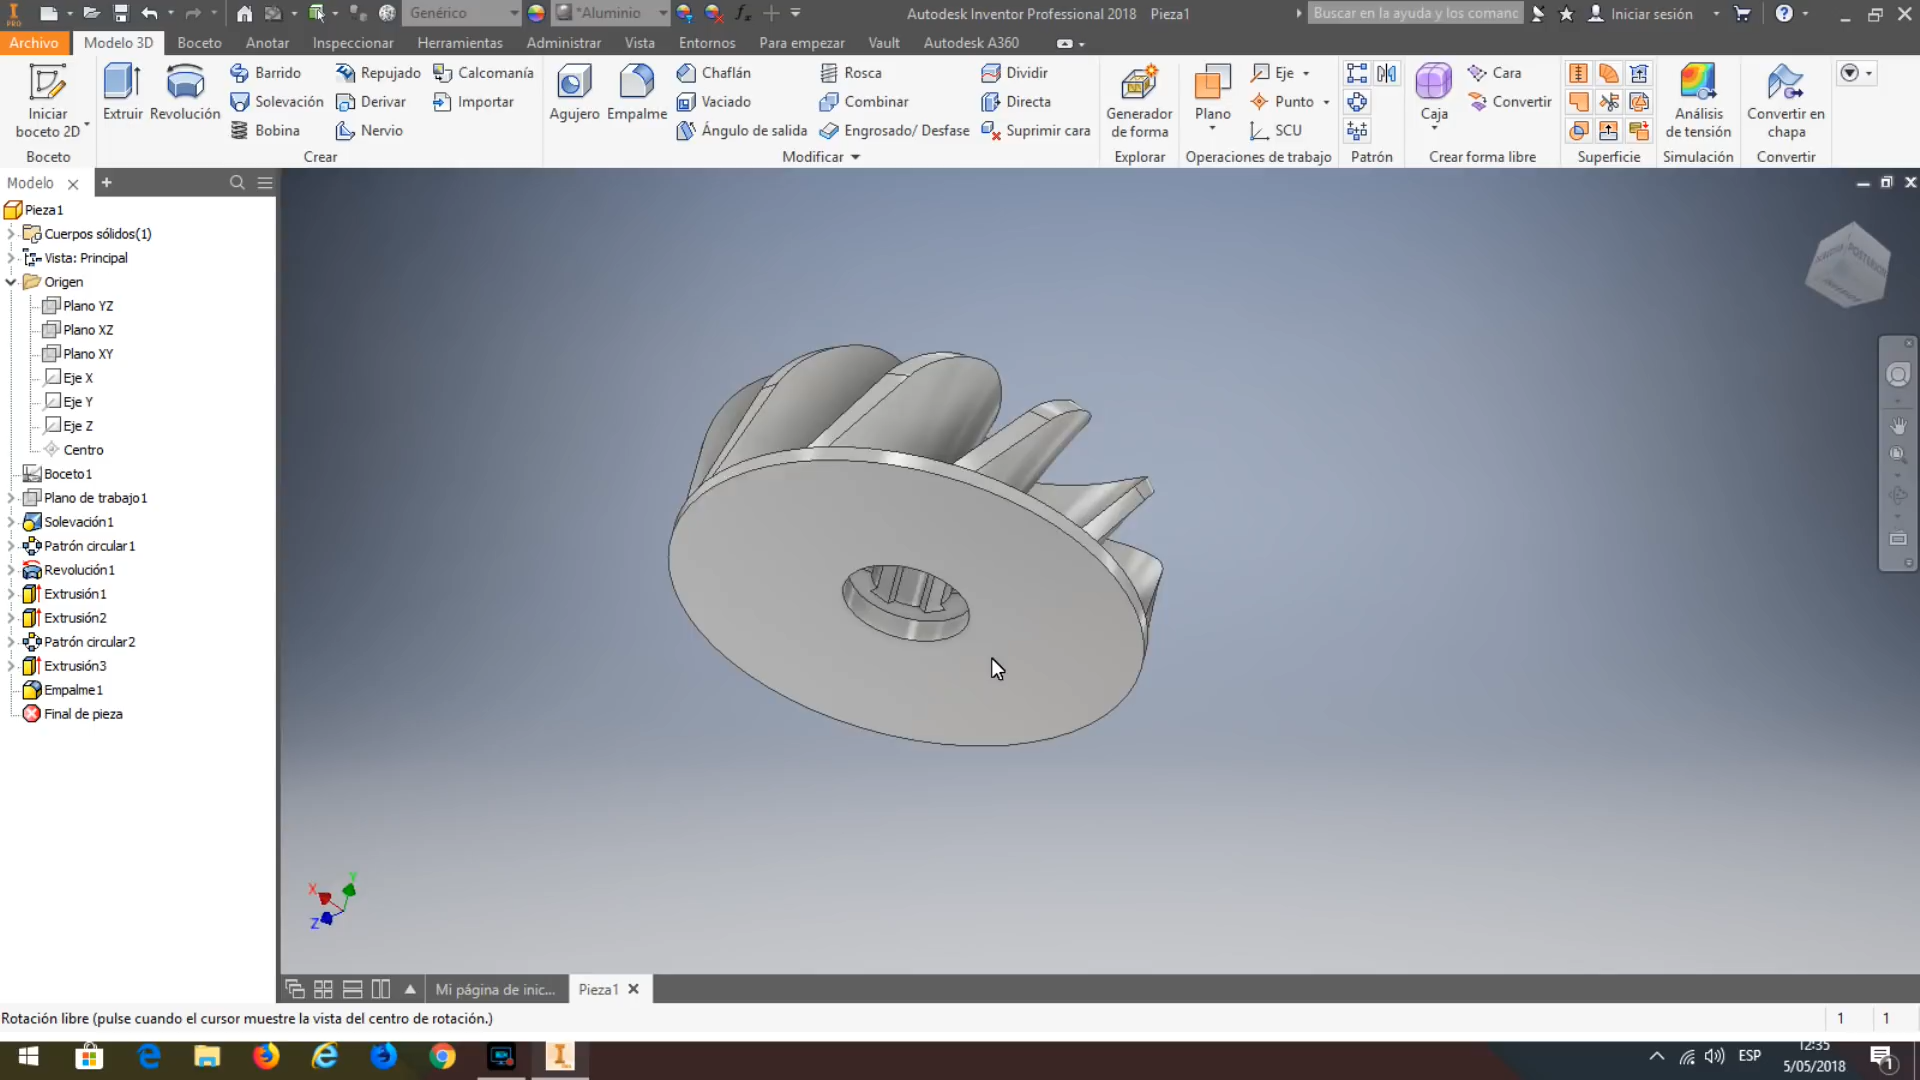 PRO
Genérico
*Aluminio
Autodesk Inventor Professional 2018 Pieza1
Buscar en la ayuda y los comanc
Iniciar sesión
Archivo
Modelo 3D
Boceto
Anotar
Inspeccionar
Herramientas
Administrar
Vista
Entornos
Para empezar
Vault
Autodesk A360
Iniciar
boceto 2D
Boceto
Extruir
Revolución
Barrido
Solevación
Bobina
Repujado
Derivar
Nervio
Calcomanía
Importar
Crear
Agujero
Empalme
Chaflán
Vaciado
Ángulo de salida
Rosca
Combinar
Engrosado/ Desfase
Dividir
Directa
Suprimir cara
Modificar
Generador
de forma
Explorar
Plano
Eje
Punto
SCU
Operaciones de trabajo
Patrón
Caja
Cara
Convertir
Crear forma libre
Superficie
Análisis
de tensión
Simulación
Convertir en
chapa
Convertir
Modelo
Pieza1
Cuerpos sólidos(1)
Vista: Principal
Origen
Plano YZ
Plano XZ
Plano XY
Eje X
Eje Y
Eje Z
Centro
Boceto1
Plano de trabajo1
Solevación1
Patrón circular1
Revolución1
Extrusión1
Extrusión2
Patrón circular2
Extrusión3
Empalme1
Final de pieza
POSTERIOR
X
Y
Z
Mi página de inic...
Pieza1
Rotación libre (pulse cuando el cursor muestre la vista del centro de rotación.)
1
1
ESP
12:35
5/05/2018
1